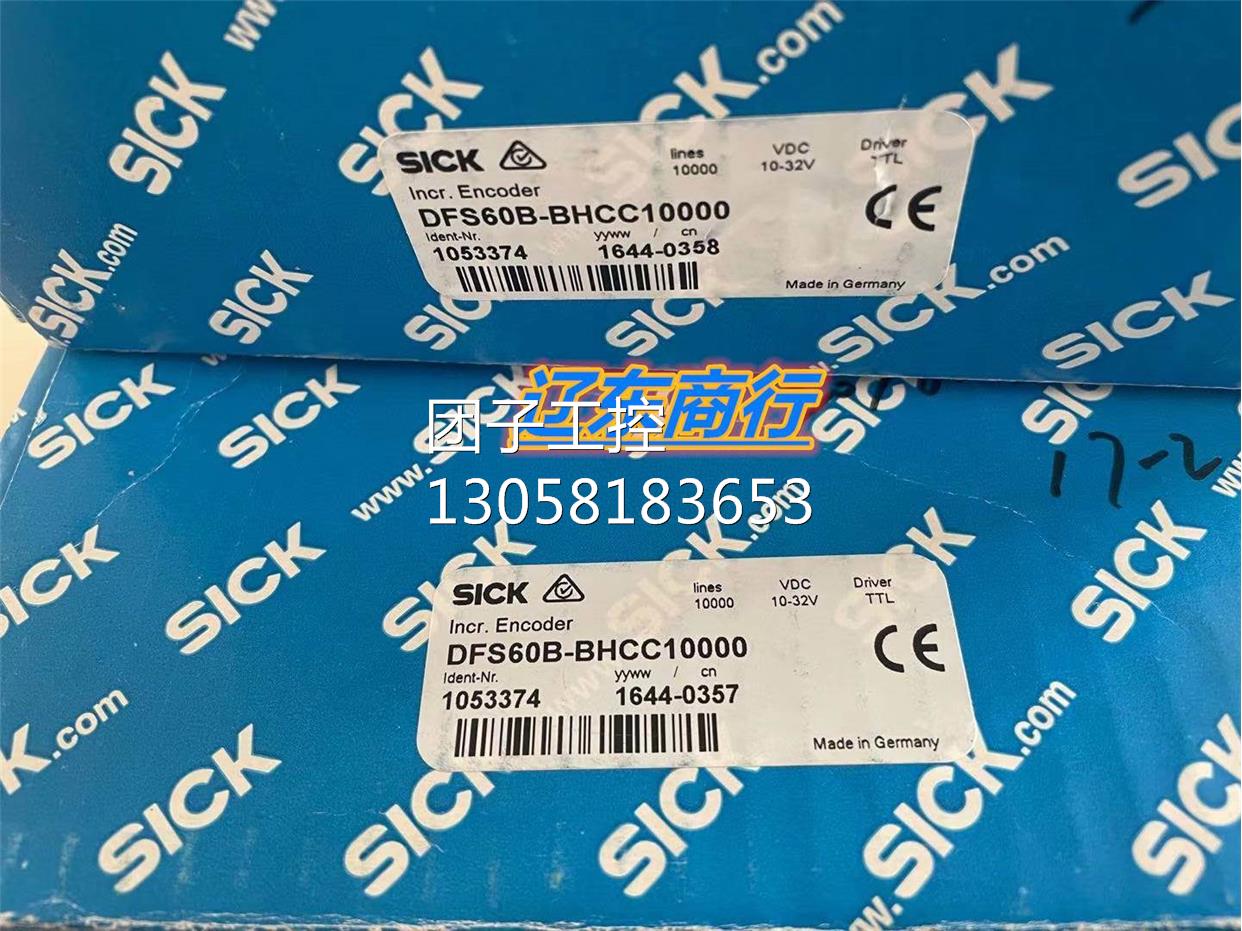 SICK
lines
VDC
Driver
10000
10-32V
TTL
Incr. Encoder
DFS60B-BHCC10000
Ident-Nr.
yyww / cn
1053374
1644-0358
CE
Made in Germany
辽东商行
团子工控
13058183653
17-2
SICK
lines
VDC
Driver
10000
10-32V
TTL
Incr. Encoder
DFS60B-BHCC10000
Ident-Nr.
yyww / cn
1053374
1644-0357
CE
Made in Germany
www.SICK.com